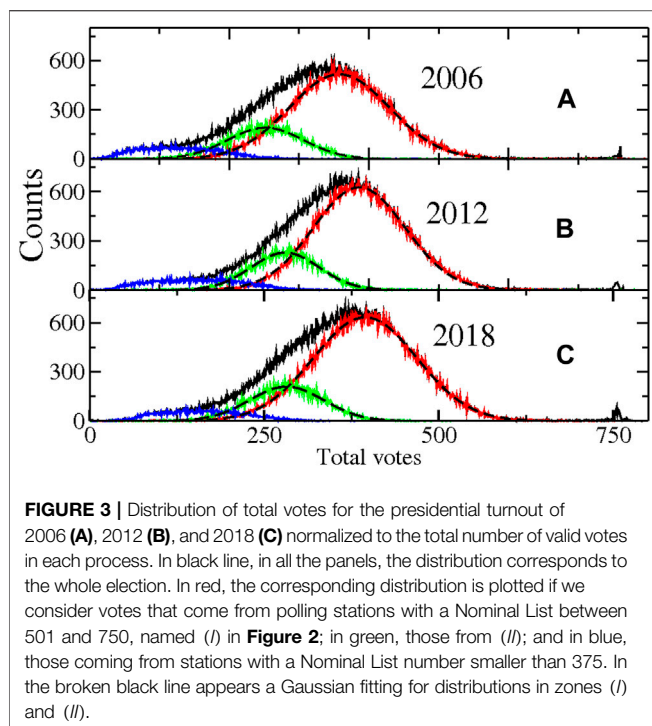 600
300
0
2006
A
600
300
0
Counts
2012
B
600
300
0
2018
C
0
250
500
750
Total votes
FIGURE 3 | Distribution of total votes for the presidential turnout of
2006 (A), 2012 (B), and 2018 (C) normalized to the total number of valid votes
in each process. In black line, in all the panels, the distribution corresponds to
the whole election. In red, the corresponding distribution is plotted if we
consider votes that come from polling stations with a Nominal List between
501 and 750, named (I) in Figure 2; in green, those from (II); and in blue,
those coming from stations with a Nominal List number smaller than 375. In
the broken black line appears a Gaussian fitting for distributions in zones (I)
and (II).